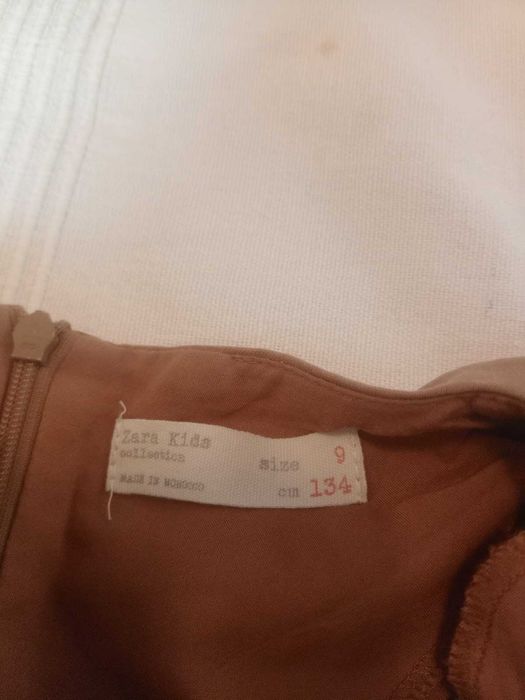 Zara Kids
collection
MADE IN MOROCCO
size 9
cm 134